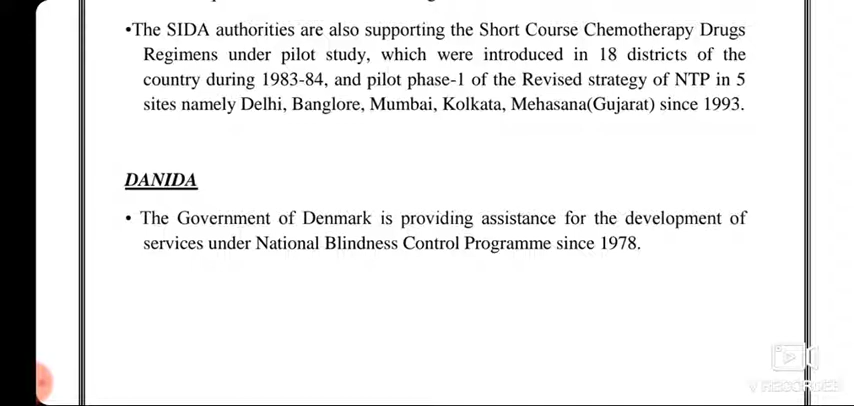 •The SIDA authorities are also supporting the Short Course Chemotherapy Drugs
Regimens under pilot study, which were introduced in 18 districts of the
country during 1983-84, and pilot phase-1 of the Revised strategy of NTP in 5
sites namely Delhi, Banglore, Mumbai, Kolkata, Mehasana(Gujarat) since 1993.
DANIDA
• The Government of Denmark is providing assistance for the development of
services under National Blindness Control Programme since 1978.
V RECORDER